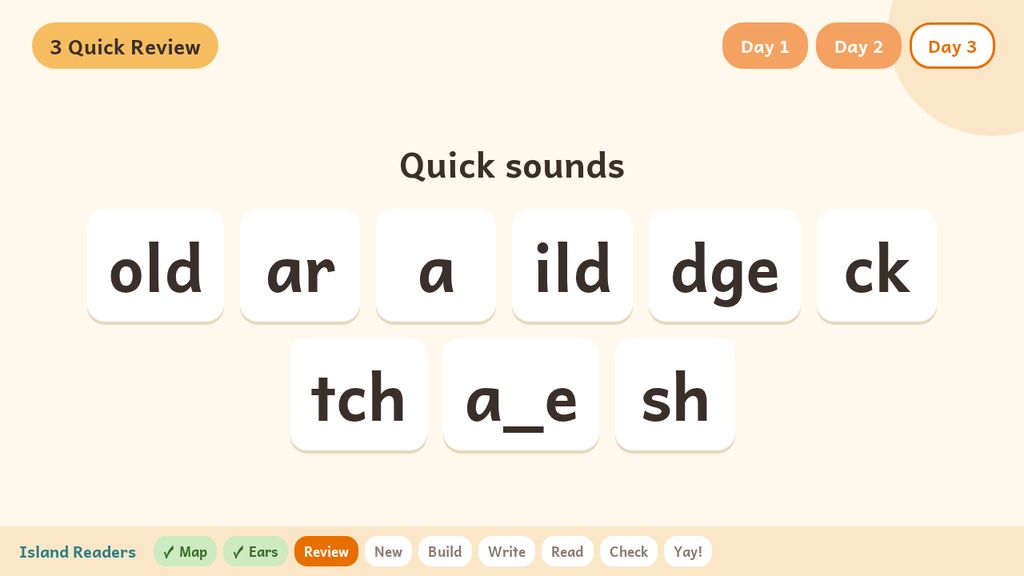 3 Quick Review
Day 1 Day 2 Day 3
Quick sounds
old ar a ild dge ck
tch a_e sh
Island Readers ✓ Map ✓ Ears Review New Build Write Read Check Yay!